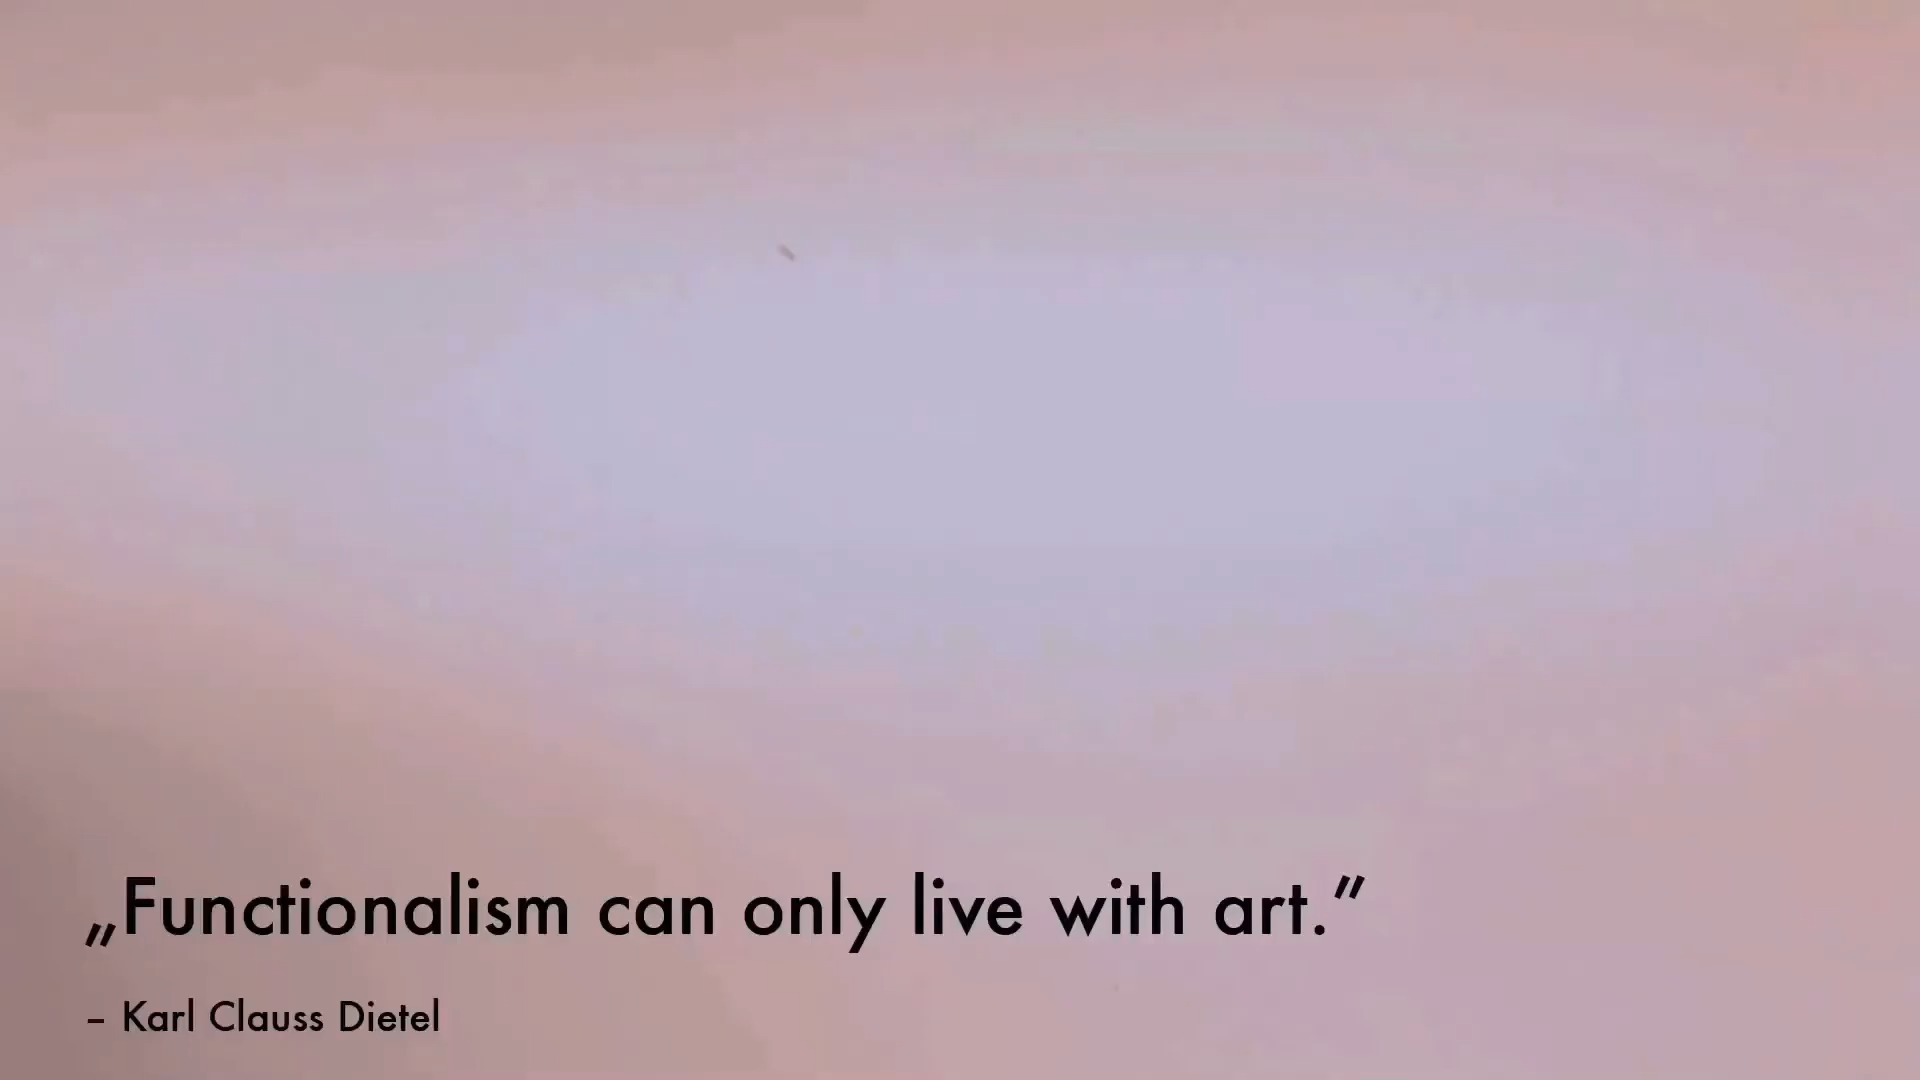 „Functionalism can only live with art.”
– Karl Clauss Dietel